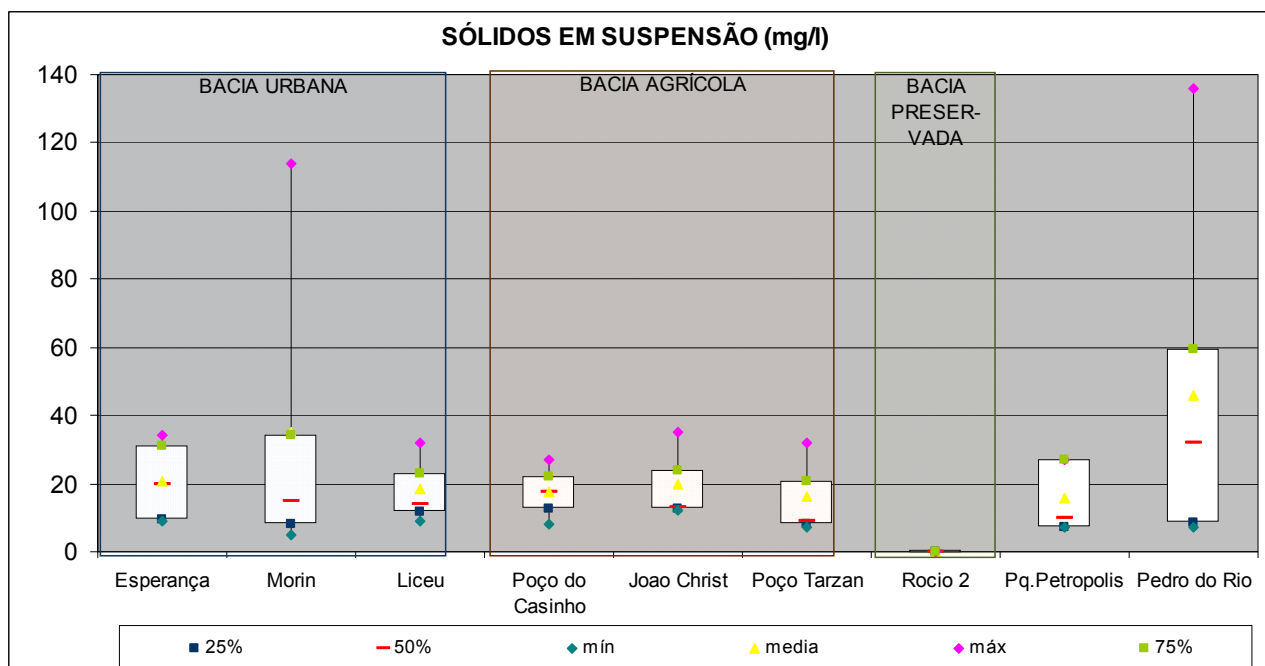 SÓLIDOS EM SUSPENSÃO (mg/l)
BACIA URBANA
BACIA AGRÍCOLA
BACIA
PRESER-
VADA
140
120
100
80
60
40
20
0
Esperança Morin Liceu Poço do Joao Christ Poço Tarzan Rocio 2 Pq.Petropolis Pedro do Rio
Casinho
25% 50% mín media máx 75%